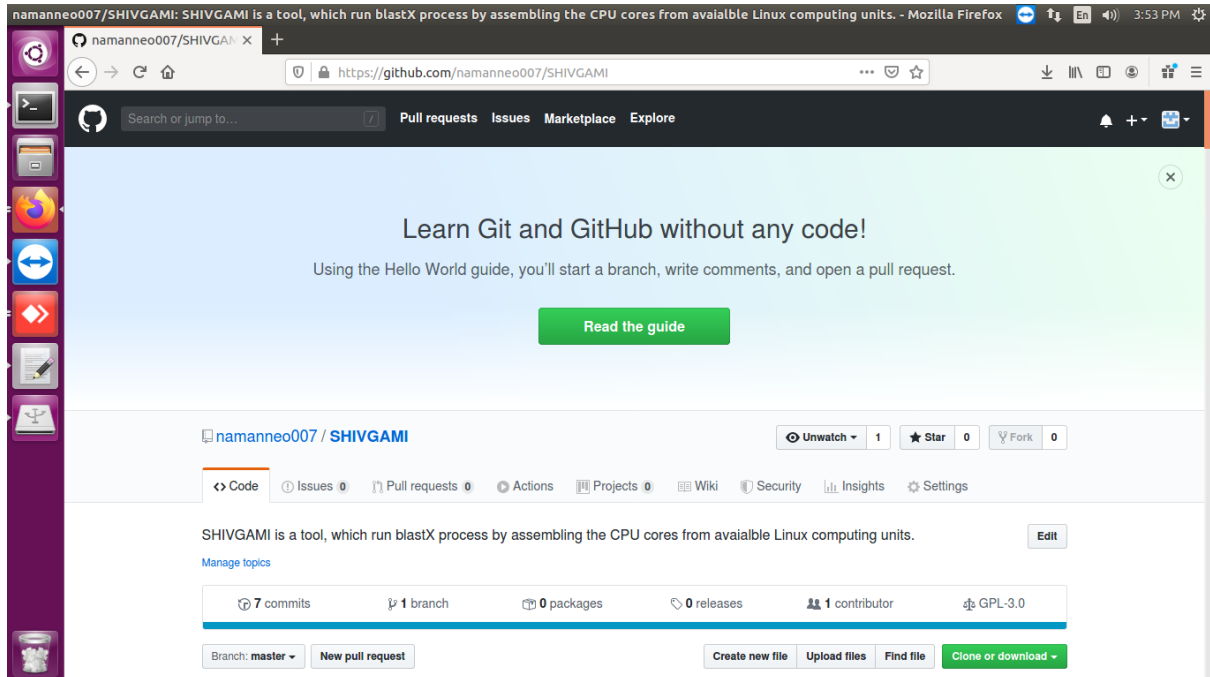 namanneo007/SHIVGAMI: SHIVGAMI is a tool, which run blastX process by assembling the CPU cores from avaialble Linux computing units. - Mozilla Firefox En 3:53 PM
namanneo007/SHIVGAM
https://github.com/namanneo007/SHIVGAMI
Search or jump to... / Pull requests Issues Marketplace Explore
Learn Git and GitHub without any code!
Using the Hello World guide, you'll start a branch, write comments, and open a pull request.
Read the guide
namanneo007 / SHIVGAMI Unwatch 1 Star 0 Fork 0
Code Issues 0 Pull requests 0 Actions Projects 0 Wiki Security Insights Settings
SHIVGAMI is a tool, which run blastX process by assembling the CPU cores from avaialble Linux computing units. Edit
Manage topics
7 commits 1 branch 0 packages 0 releases 1 contributor GPL-3.0
Branch: master New pull request Create new file Upload files Find file Clone or download